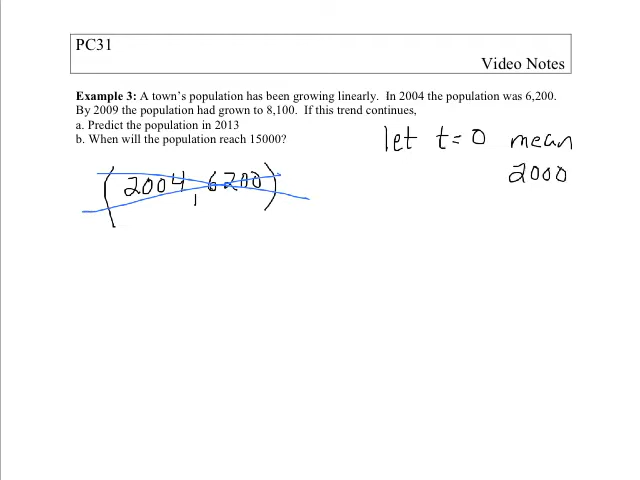 PC31
Video Notes
Example 3: A town's population has been growing linearly. In 2004 the population was 6,200.
By 2009 the population had grown to 8,100. If this trend continues,
a. Predict the population in 2013
b. When will the population reach 15000?
let t=0 mean
2000
(2004, 6200)